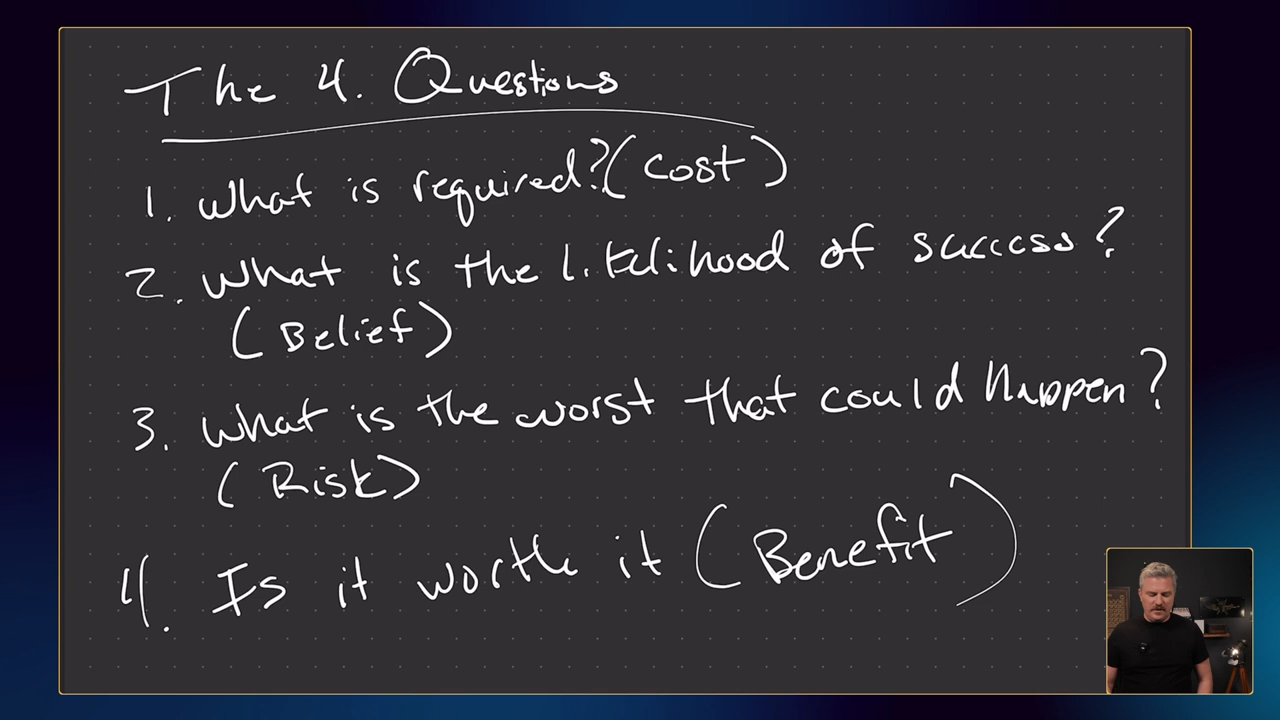 The 4. Questions
1. What is required? (cost)
2. What is the likelihood of success?
(Belief)
3. What is the worst that could Happen?
(Risk)
4. Is it worth it (Benefit)